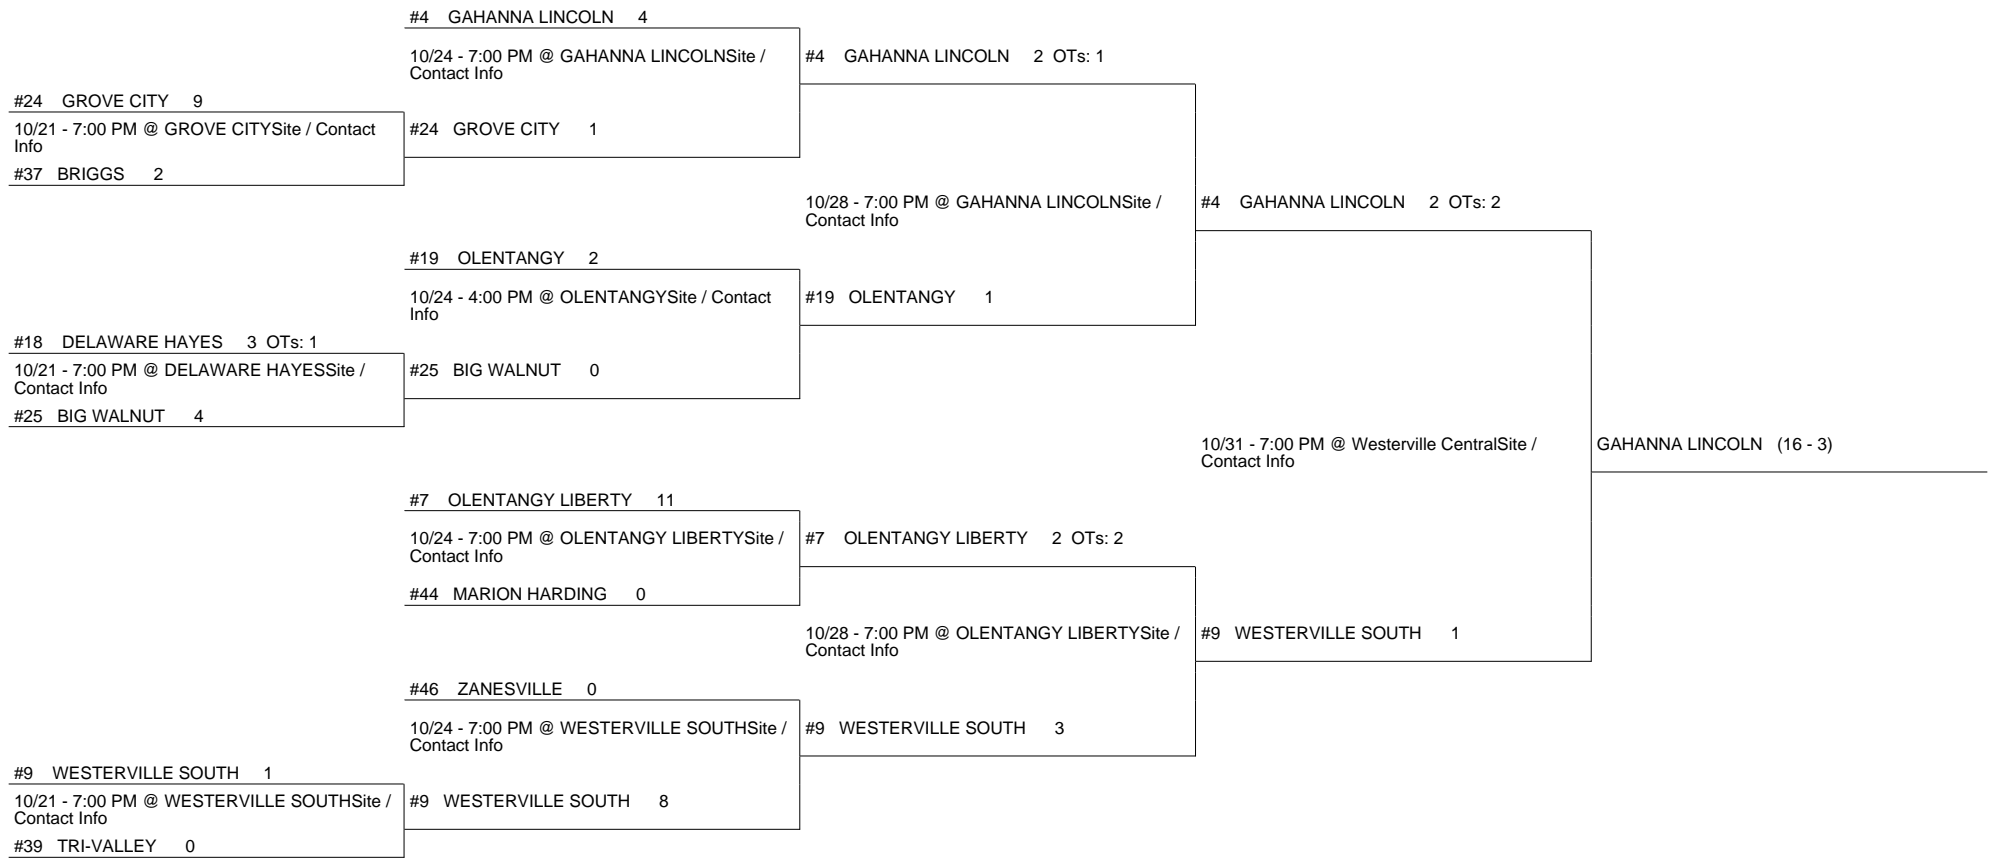 #4 GAHANNA LINCOLN 4
10/24 - 7:00 PM @ GAHANNA LINCOLNSite /
Contact Info
#4 GAHANNA LINCOLN 2 OTs: 1
#24 GROVE CITY 9
10/21 - 7:00 PM @ GROVE CITYSite / Contact
Info
#24 GROVE CITY 1
#37 BRIGGS 2
10/28 - 7:00 PM @ GAHANNA LINCOLNSite /
Contact Info
#4 GAHANNA LINCOLN 2 OTs: 2
#19 OLENTANGY 2
10/24 - 4:00 PM @ OLENTANGYSite / Contact
Info
#19 OLENTANGY 1
#18 DELAWARE HAYES 3 OTs: 1
10/21 - 7:00 PM @ DELAWARE HAYESSite /
Contact Info
#25 BIG WALNUT 0
#25 BIG WALNUT 4
10/31 - 7:00 PM @ Westerville CentralSite /
Contact Info
GAHANNA LINCOLN (16 - 3)
#7 OLENTANGY LIBERTY 11
10/24 - 7:00 PM @ OLENTANGY LIBERTYSite /
Contact Info
#7 OLENTANGY LIBERTY 2 OTs: 2
#44 MARION HARDING 0
10/28 - 7:00 PM @ OLENTANGY LIBERTYSite /
Contact Info
#9 WESTERVILLE SOUTH 1
#46 ZANESVILLE 0
10/24 - 7:00 PM @ WESTERVILLE SOUTHSite /
Contact Info
#9 WESTERVILLE SOUTH 3
#9 WESTERVILLE SOUTH 1
10/21 - 7:00 PM @ WESTERVILLE SOUTHSite /
Contact Info
#9 WESTERVILLE SOUTH 8
#39 TRI-VALLEY 0